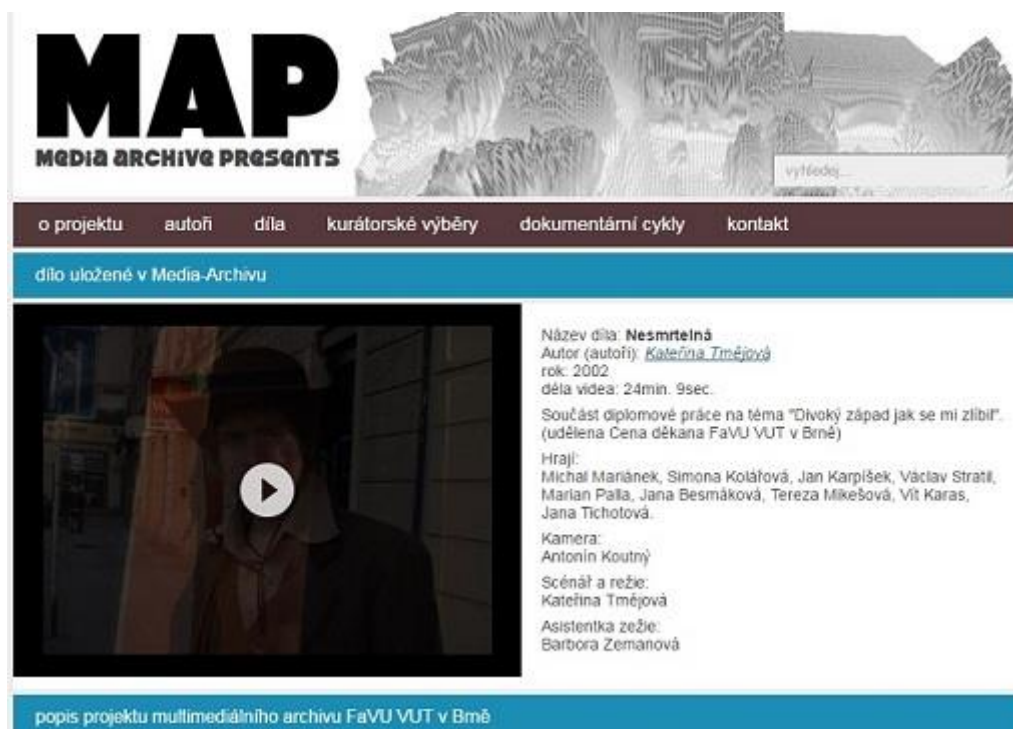 MAP
MEDIA ARCHIVE PRESENTS
vyhledej...
o projektu autoři díla kurátorské výběry dokumentární cykly kontakt
dílo uložené v Media-Archivu
Název díla: Nesmrtelná
Autor (autoři): Kateřina Tmějová
rok: 2002
déla videa: 24min. 9sec.
Součást diplomové práce na téma "Divoký západ jak se mi zlíbil".
(udělena Cena děkana FaVU VUT v Brně)
Hrají:
Michal Mariánek, Simona Kolářová, Jan Karpíšek, Václav Stratil,
Marian Palla, Jana Besmáková, Tereza Mikešová, Vít Karas,
Jana Tichotová.
Kamera:
Antonín Koutný
Scénář a režie:
Kateřina Tmějová
Asistentka zežie:
Barbora Zemanová
popis projektu multimediálního archivu FaVU VUT v Brně